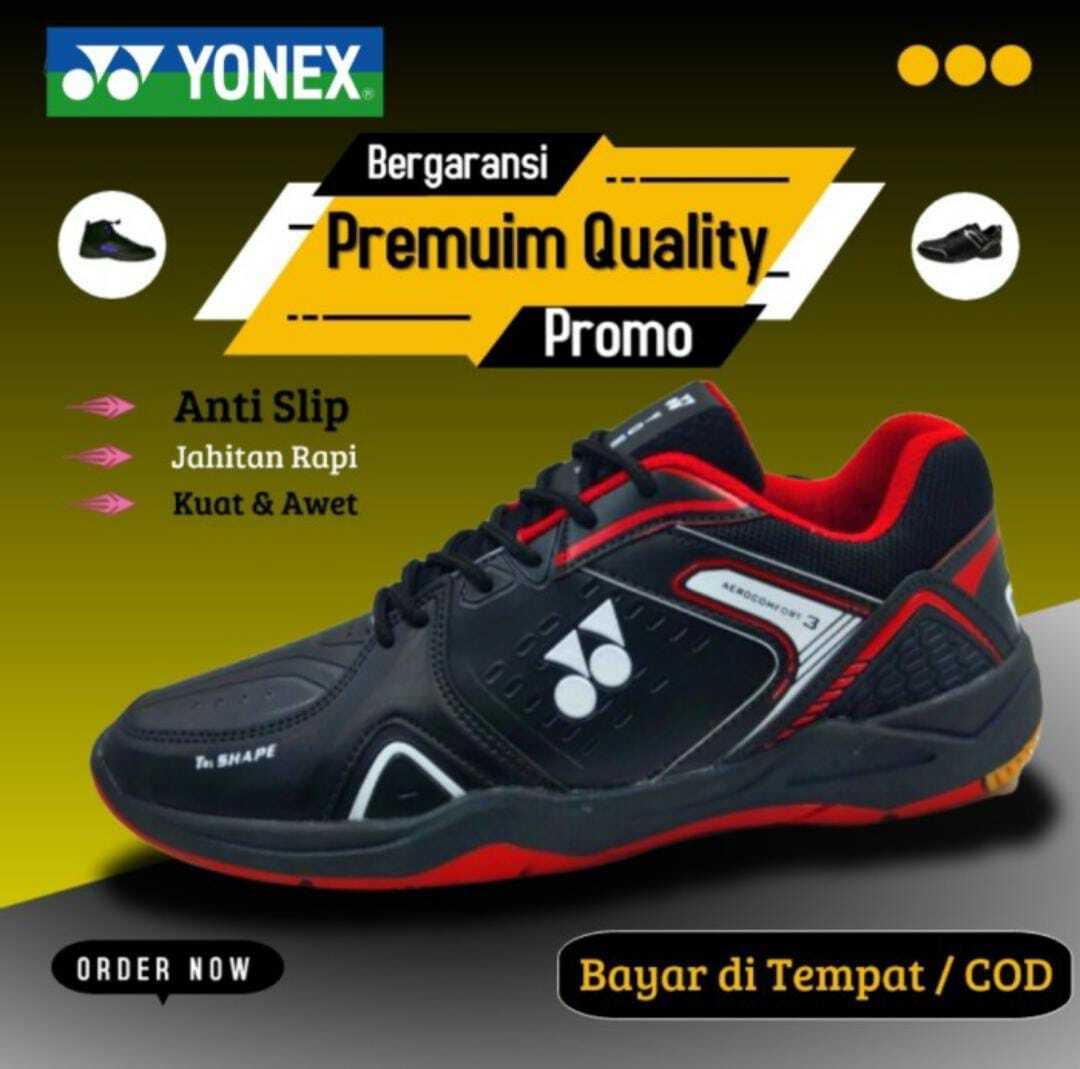 YONEX®
Bergaransi
Premuim Quality
Promo
Anti Slip
Jahitan Rapi
Kuat & Awet
AEROCOMFORT 3
SHAPE
ORDER NOW
Bayar di Tempat / COD